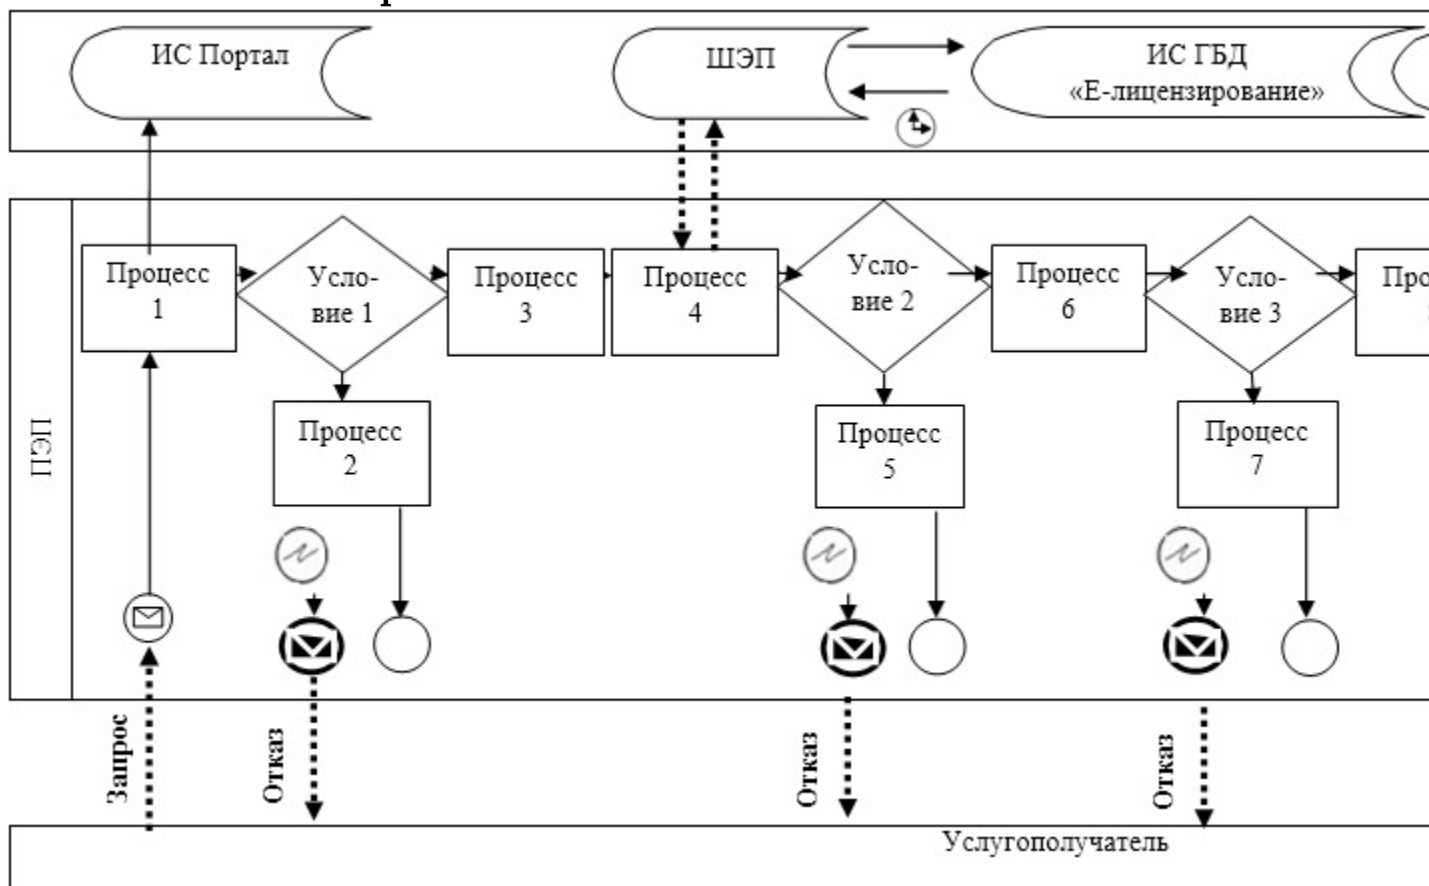 ИС Портал
ШЭП
ИС ГБД
«Е-лицензирование»
ПЭП
Процесс
1
Усло-
вие 1
Процесс
3
Процесс
4
Усло-
вие 2
Процесс
6
Усло-
вие 3
Процесс
2
Процесс
5
Процесс
7
Запрос
Отказ
Отказ
Отказ
Услугополучатель